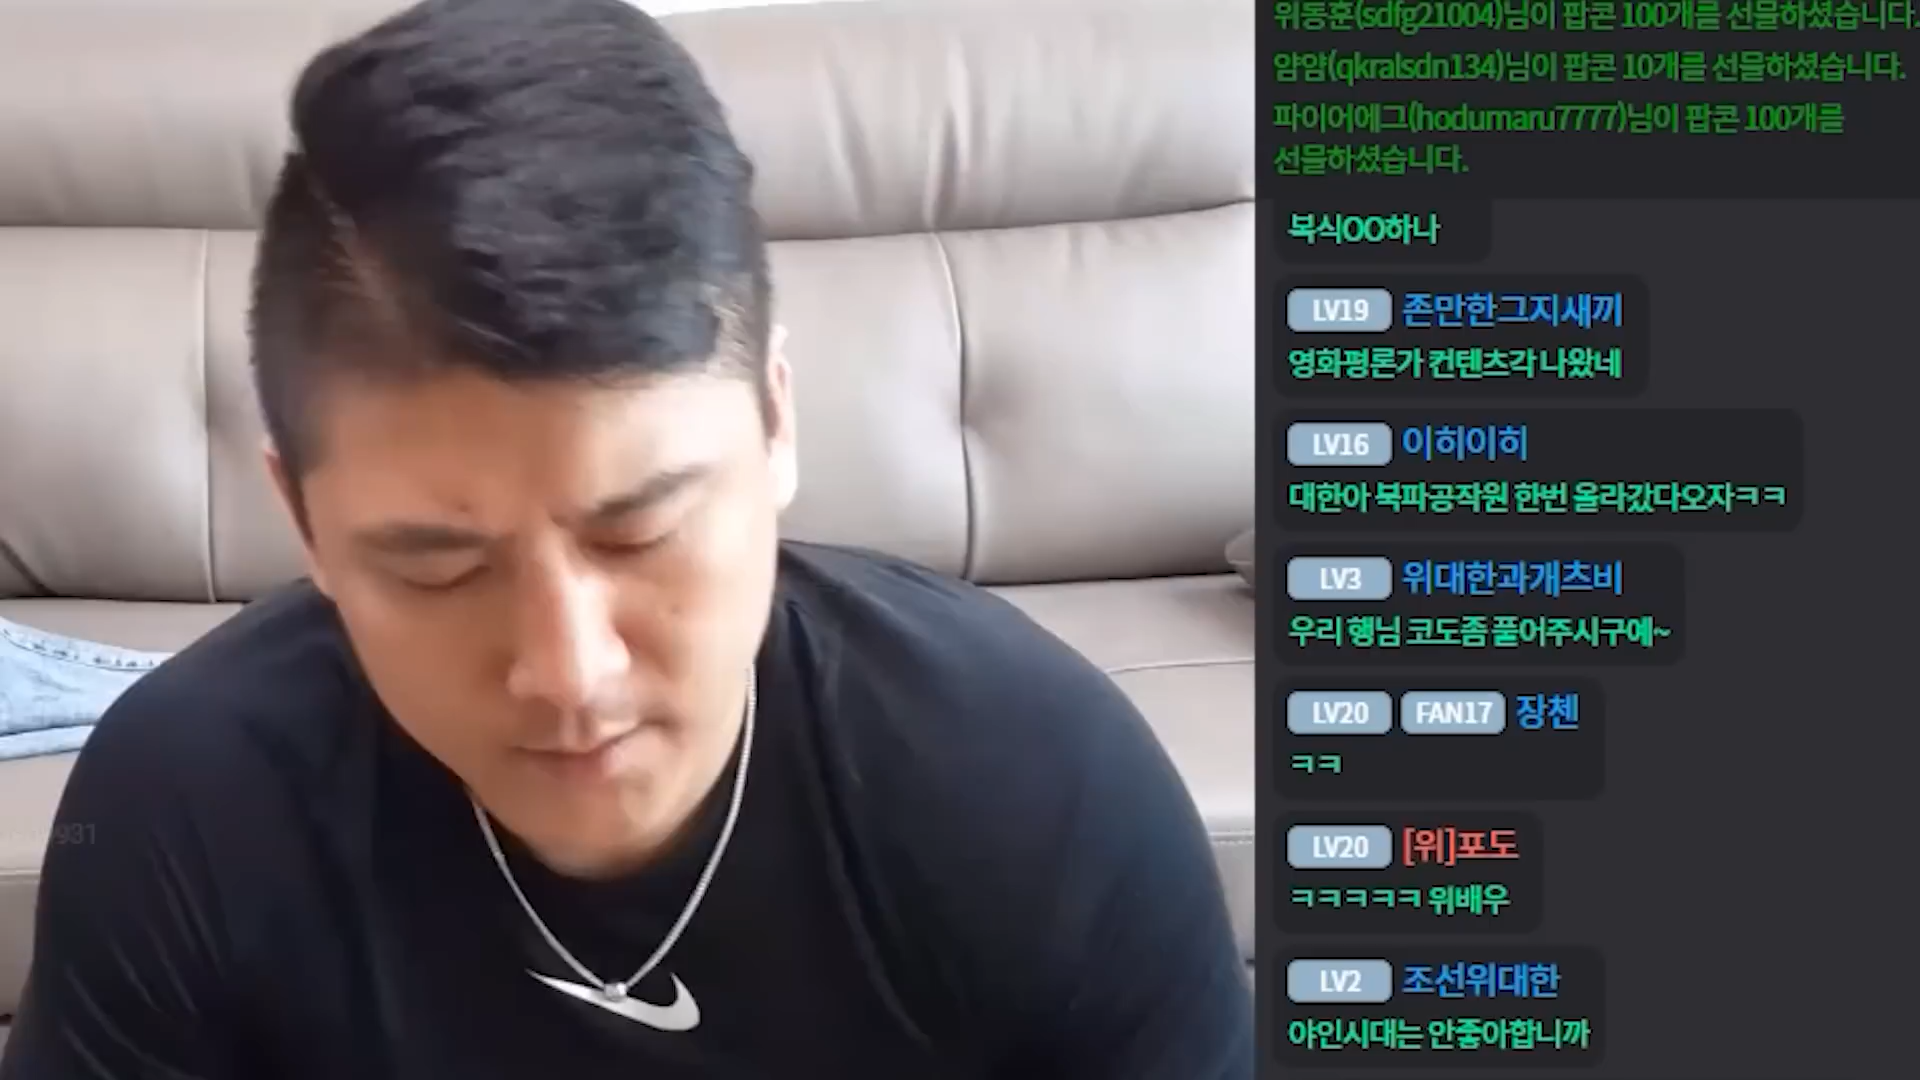 위동훈(sdfg21004)님이 팝콘 100개를 선물하셨습니다.
얌얌(qkralsdn134)님이 팝콘 10개를 선물하셨습니다.
파이어에그(hodumaru7777)님이 팝콘 100개를
선물하셨습니다.
복식OO하나
LV19 존만한그지새끼
영화평론가 컨텐츠각 나왔네
LV16 이히이히
대한아 북파공작원 한번 올라갔다오자ㅋㅋ
LV3 위대한과개츠비
우리 행님 코도좀 풀어주시구예~
LV20 FAN17 장첸
ㅋㅋ
LV20 [위]포도
ㅋㅋㅋㅋㅋ 위배우
LV2 조선위대한
야인시대는 안좋아합니까
931